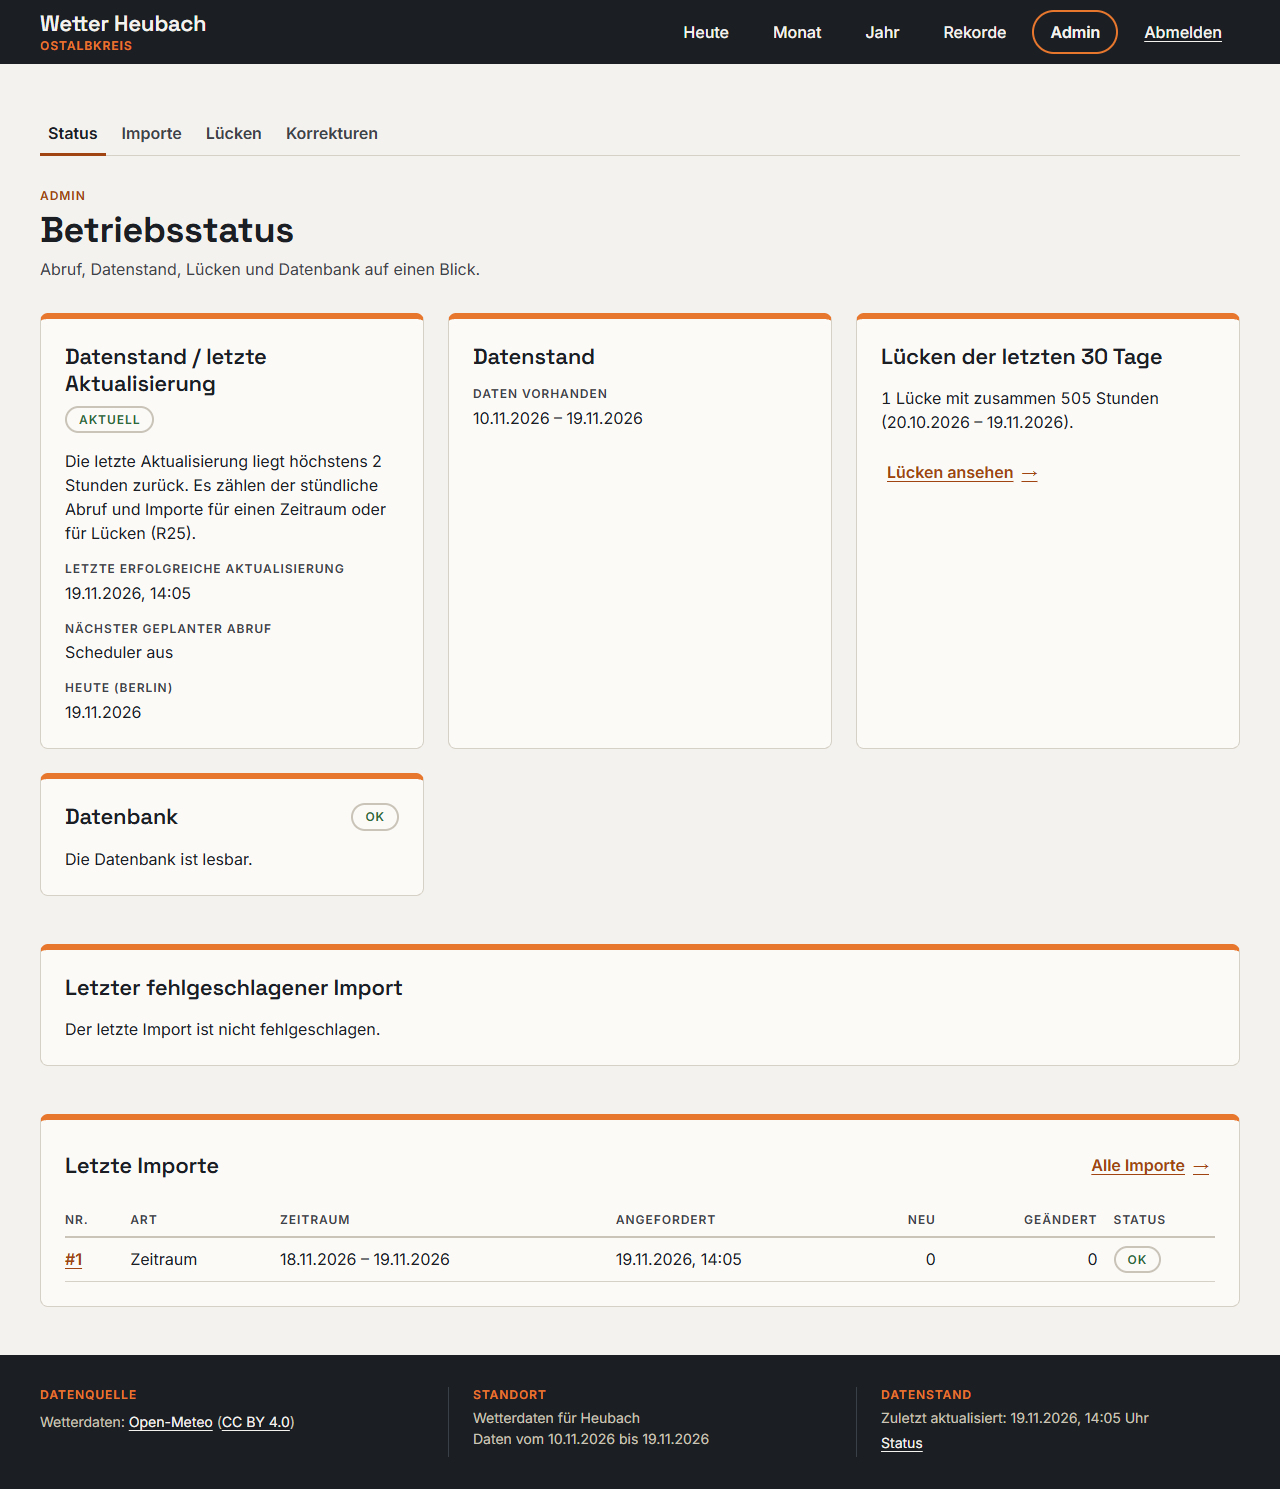 Wetter Heubach
OSTALBKREIS
Heute
Monat
Jahr
Rekorde
Admin
Abmelden
Status
Importe
Lücken
Korrekturen
ADMIN
Betriebsstatus
Abruf, Datenstand, Lücken und Datenbank auf einen Blick.
Datenstand / letzte
Aktualisierung
AKTUELL
Die letzte Aktualisierung liegt höchstens 2
Stunden zurück. Es zählen der stündliche
Abruf und Importe für einen Zeitraum oder
für Lücken (R25).
LETZTE ERFOLGREICHE AKTUALISIERUNG
19.11.2026, 14:05
NÄCHSTER GEPLANTER ABRUF
Scheduler aus
HEUTE (BERLIN)
19.11.2026
Datenstand
DATEN VORHANDEN
10.11.2026 – 19.11.2026
Lücken der letzten 30 Tage
1 Lücke mit zusammen 505 Stunden
(20.10.2026 – 19.11.2026).
Lücken ansehen →
Datenbank
OK
Die Datenbank ist lesbar.
Letzter fehlgeschlagener Import
Der letzte Import ist nicht fehlgeschlagen.
Letzte Importe
Alle Importe →
NR. ART ZEITRAUM ANGEFORDERT NEU GEÄNDERT STATUS
#1 Zeitraum 18.11.2026 – 19.11.2026 19.11.2026, 14:05 0 0 OK
DATENQUELLE
Wetterdaten: Open-Meteo (CC BY 4.0)
STANDORT
Wetterdaten für Heubach
Daten vom 10.11.2026 bis 19.11.2026
DATENSTAND
Zuletzt aktualisiert: 19.11.2026, 14:05 Uhr
Status